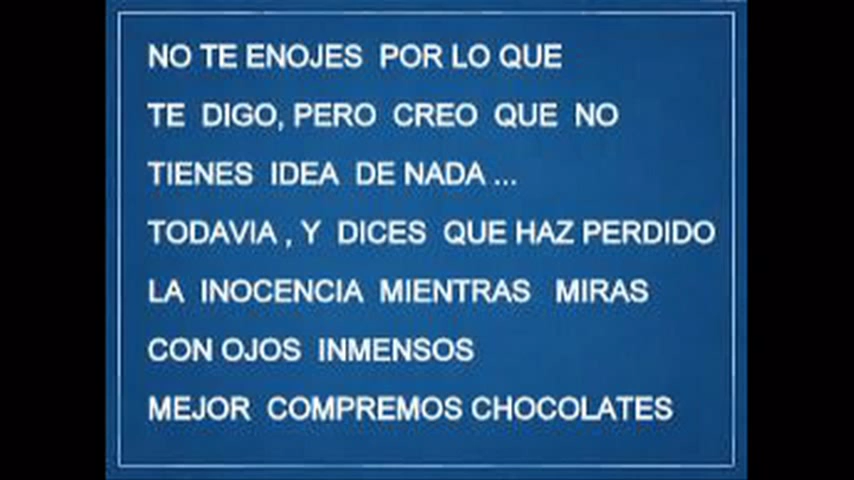 NO TE ENOJES POR LO QUE
TE DIGO, PERO CREO QUE NO
TIENES IDEA DE NADA ...
TODAVIA , Y DICES QUE HAZ PERDIDO
LA INOCENCIA MIENTRAS MIRAS
CON OJOS INMENSOS
MEJOR COMPREMOS CHOCOLATES